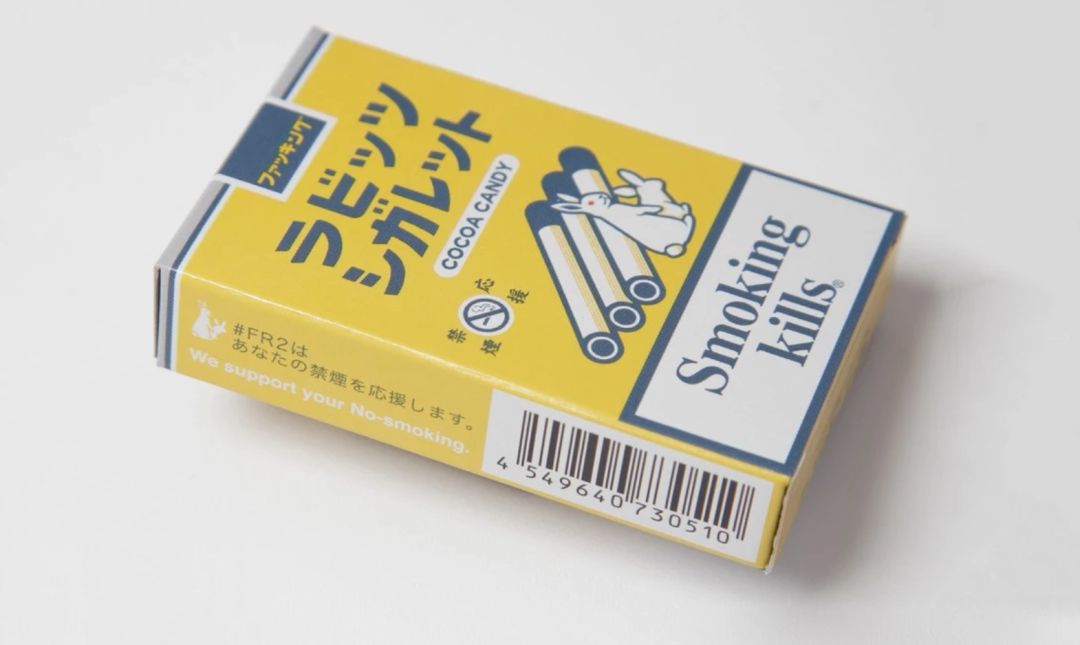 ファッキング
ラビッツ
シガレット
COCOA CANDY
禁煙応援
Smoking
kills®
#FR2は
あなたの禁煙を応援します。
We support your No-smoking.
4 549640 730510